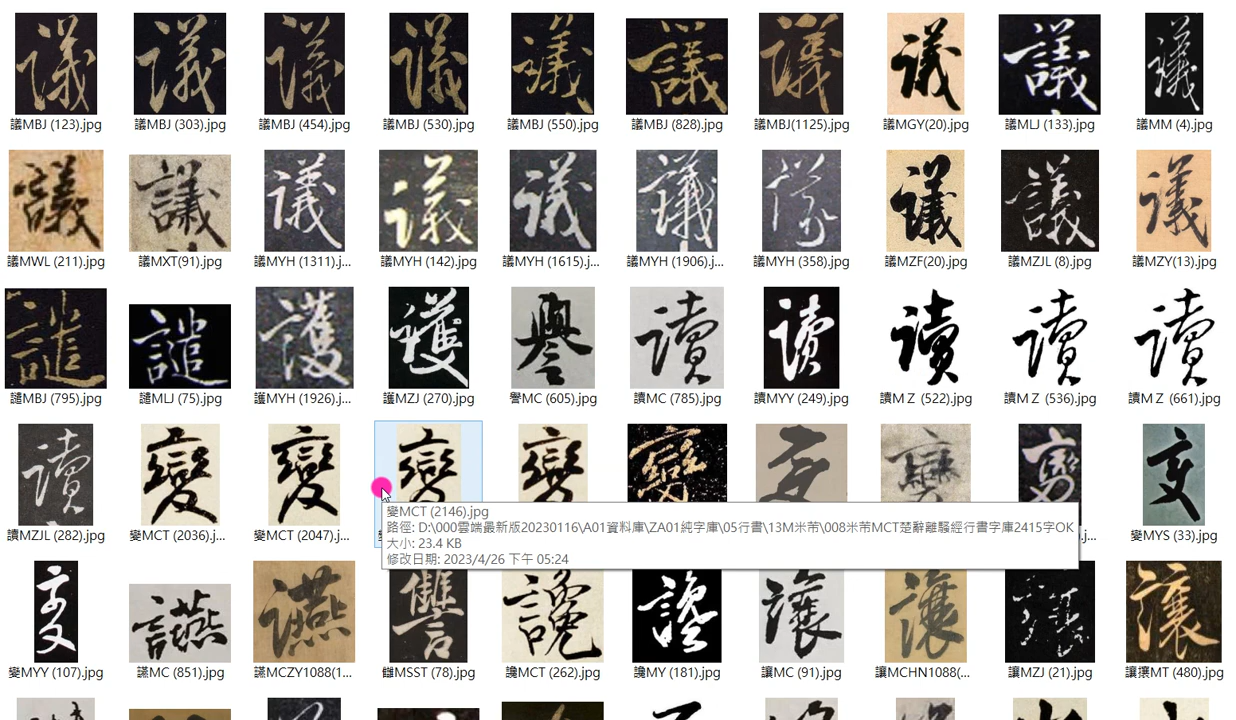 議MBJ (123).jpg 議MBJ (303).jpg 議MBJ (454).jpg 議MBJ (530).jpg 議MBJ (550).jpg 議MBJ (828).jpg 議MBJ(1125).jpg 議MGY(20).jpg 議MLJ (133).jpg 議MM (4).jpg
議MWL (211).jpg 議MXT(91).jpg 議MYH (1311).j... 議MYH (142).jpg 議MYH (1615).j... 議MYH (1906).j... 議MYH (358).jpg 議MZF(20).jpg 議MZJL (8).jpg 議MZY(13).jpg
譴MBJ (795).jpg 譴MLJ (75).jpg 護MYH (1926).j... 護MZJ (270).jpg 譽MC (605).jpg 讀MC (785).jpg 讀MYY (249).jpg 讀M Z (522).jpg 讀M Z (536).jpg 讀M Z (661).jpg
讀MZJL (282).jpg 變MCT (2036).j... 變MCT (2047).j... 變MYS (33).jpg
變MCT (2146).jpg
路徑: D:\000雲端最新版20230116\A01資料庫\ZA01純字庫\05行書\13M米芾\008米芾MCT楚辭離騷經行書字庫2415字OK
大小: 23.4 KB
修改日期: 2023/4/26 下午 05:24
變MYY (107).jpg 讌MC (851).jpg 讌MCZY1088(1... 讎MSST (78).jpg 讒MCT (262).jpg 讒MY (181).jpg 讓MC (91).jpg 讓MCHN1088(... 讓MZJ (21).jpg 讓攘MT (480).jpg